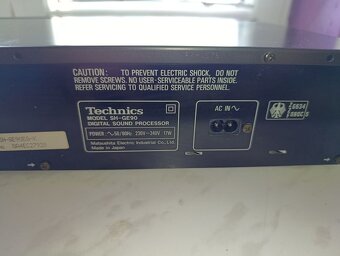 CAUTION: TO PREVENT ELECTRIC SHOCK, DO NOT
REMOVE SCREWS. NO USER-SERVICEABLE PARTS INSIDE.
REFER SERVICING TO QUALIFIED SERVICE PERSONNEL.
Technics
MODEL SH-GE90
DIGITAL SOUND PROCESSOR
POWER: ∼50/60Hz 230V-240V 17W
Matsushita Electric Industrial Co., Ltd.
Made in Japan
AC IN ∼